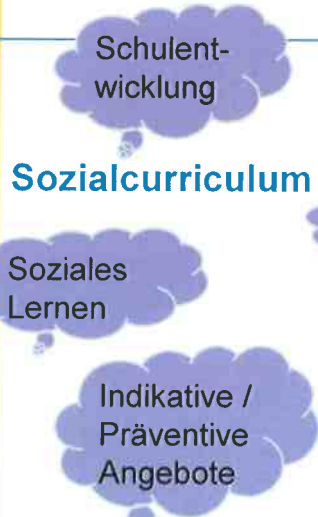 Schulent-
wicklung
Sozialcurriculum
Soziales
Lernen
Indikative /
Präventive
Angebote